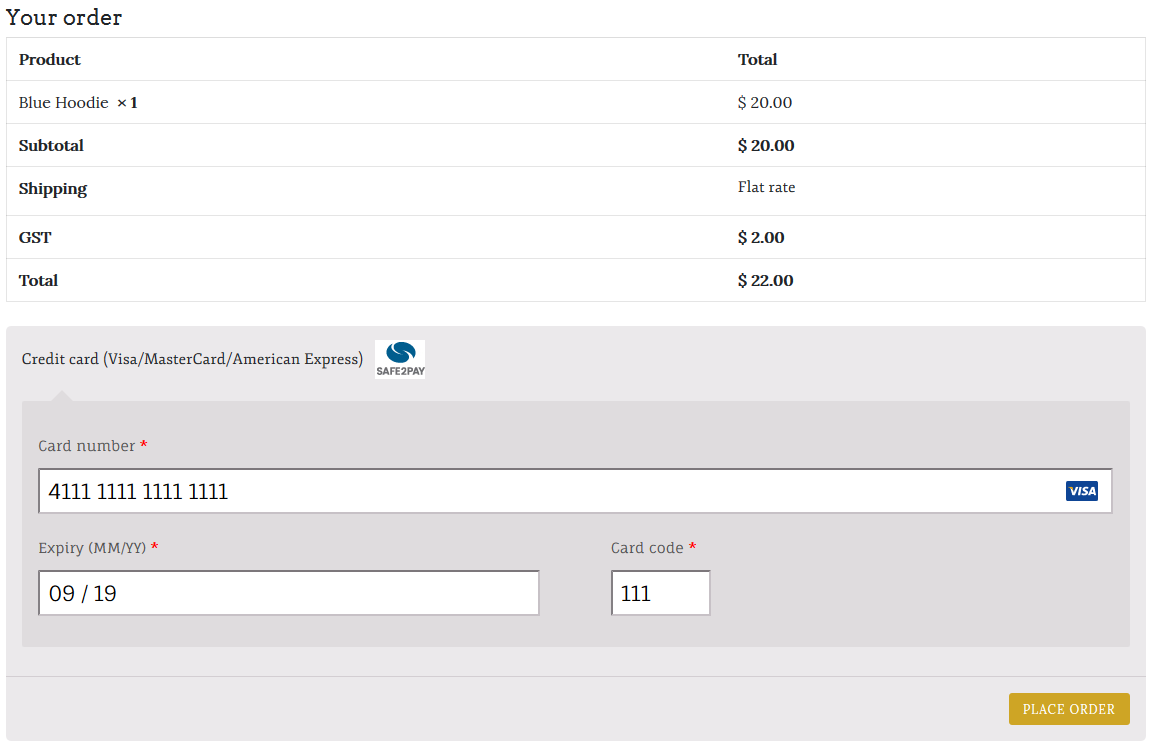 Your order
Product Total
Blue Hoodie × 1 $ 20.00
Subtotal $ 20.00
Shipping Flat rate
GST $ 2.00
Total $ 22.00
Credit card (Visa/MasterCard/American Express) SAFE2PAY
Card number *
4111 1111 1111 1111 VISA
Expiry (MM/YY) * Card code *
09 / 19 111
PLACE ORDER